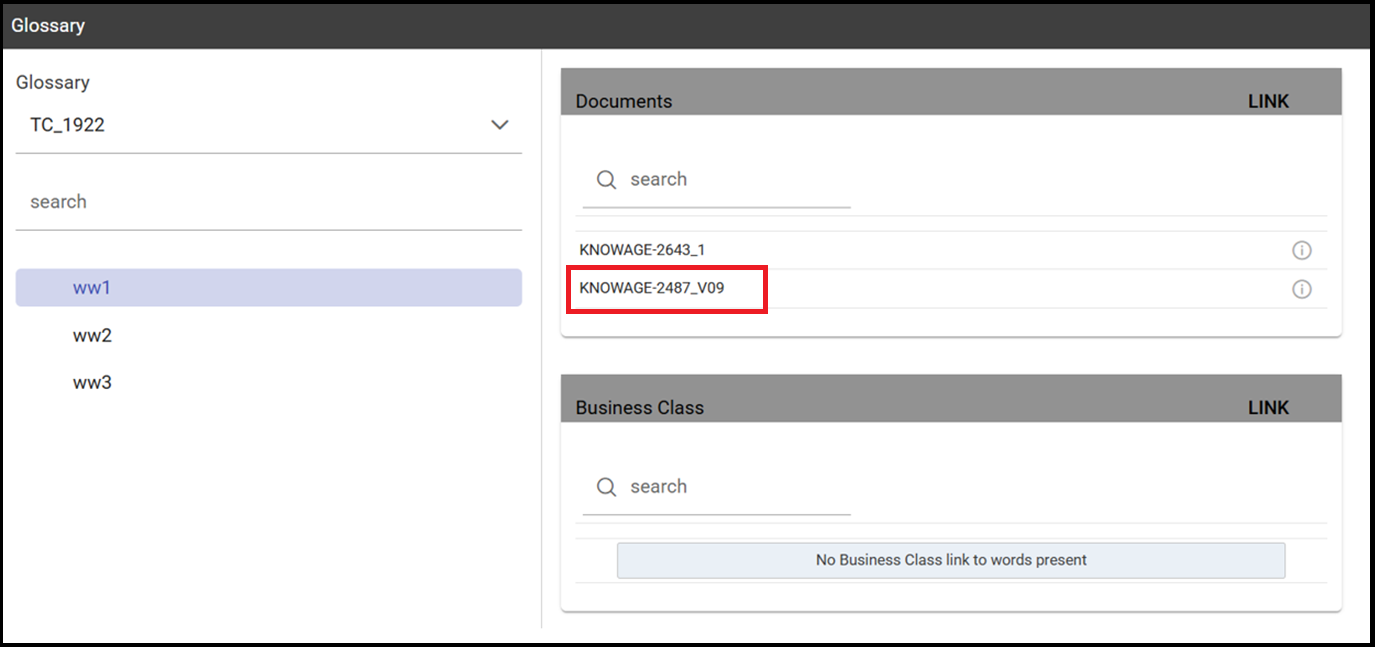 Glossary
Glossary
TC_1922
search
ww1
ww2
ww3
Documents LINK
search
KNOWAGE-2643_1
KNOWAGE-2487_V09
Business Class LINK
search
No Business Class link to words present